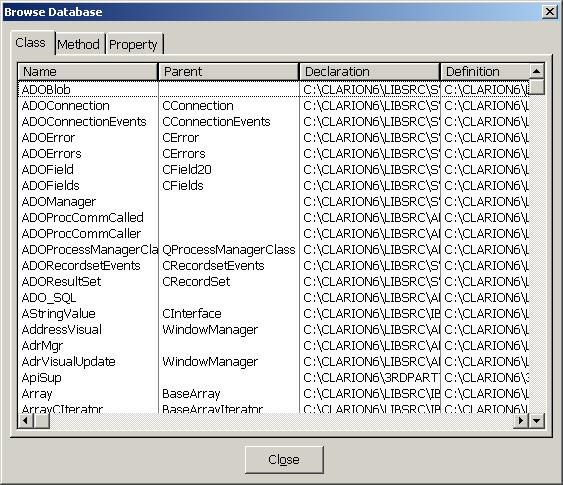 Browse Database
Class Method Property
Name Parent Declaration Definition
ADOBlob C:\CLARION6\LIBSRC\S C:\CLARION6\L
ADOConnection CConnection C:\CLARION6\LIBSRC\S C:\CLARION6\L
ADOConnectionEvents CConnectionEvents C:\CLARION6\LIBSRC\S C:\CLARION6\L
ADOError CError C:\CLARION6\LIBSRC\S C:\CLARION6\L
ADOErrors CErrors C:\CLARION6\LIBSRC\S C:\CLARION6\L
ADOField CField20 C:\CLARION6\LIBSRC\S C:\CLARION6\L
ADOFields CFields C:\CLARION6\LIBSRC\S C:\CLARION6\L
ADOManager C:\CLARION6\LIBSRC\S C:\CLARION6\L
ADOProcCommCalled C:\CLARION6\LIBSRC\A C:\CLARION6\L
ADOProcCommCaller C:\CLARION6\LIBSRC\A C:\CLARION6\L
ADOProcessManagerCla QProcessManagerClass C:\CLARION6\LIBSRC\A C:\CLARION6\L
ADORecordsetEvents CRecordsetEvents C:\CLARION6\LIBSRC\S C:\CLARION6\L
ADOResultSet CRecordSet C:\CLARION6\LIBSRC\A C:\CLARION6\L
ADO_SQL C:\CLARION6\LIBSRC\A C:\CLARION6\L
AStringValue CInterface C:\CLARION6\LIBSRC\IB C:\CLARION6\L
AddressVisual WindowManager C:\CLARION6\LIBSRC\A C:\CLARION6\L
AdrMgr C:\CLARION6\LIBSRC\A C:\CLARION6\L
AdrVisualUpdate WindowManager C:\CLARION6\LIBSRC\A C:\CLARION6\L
ApiSup C:\CLARION6\3RDPART C:\CLARION6\3
Array BaseArray C:\CLARION6\LIBSRC\IB C:\CLARION6\L
ArrayCIterator BaseArrayIterator C:\CLARION6\LIBSRC\IB C:\CLARION6\L
Close